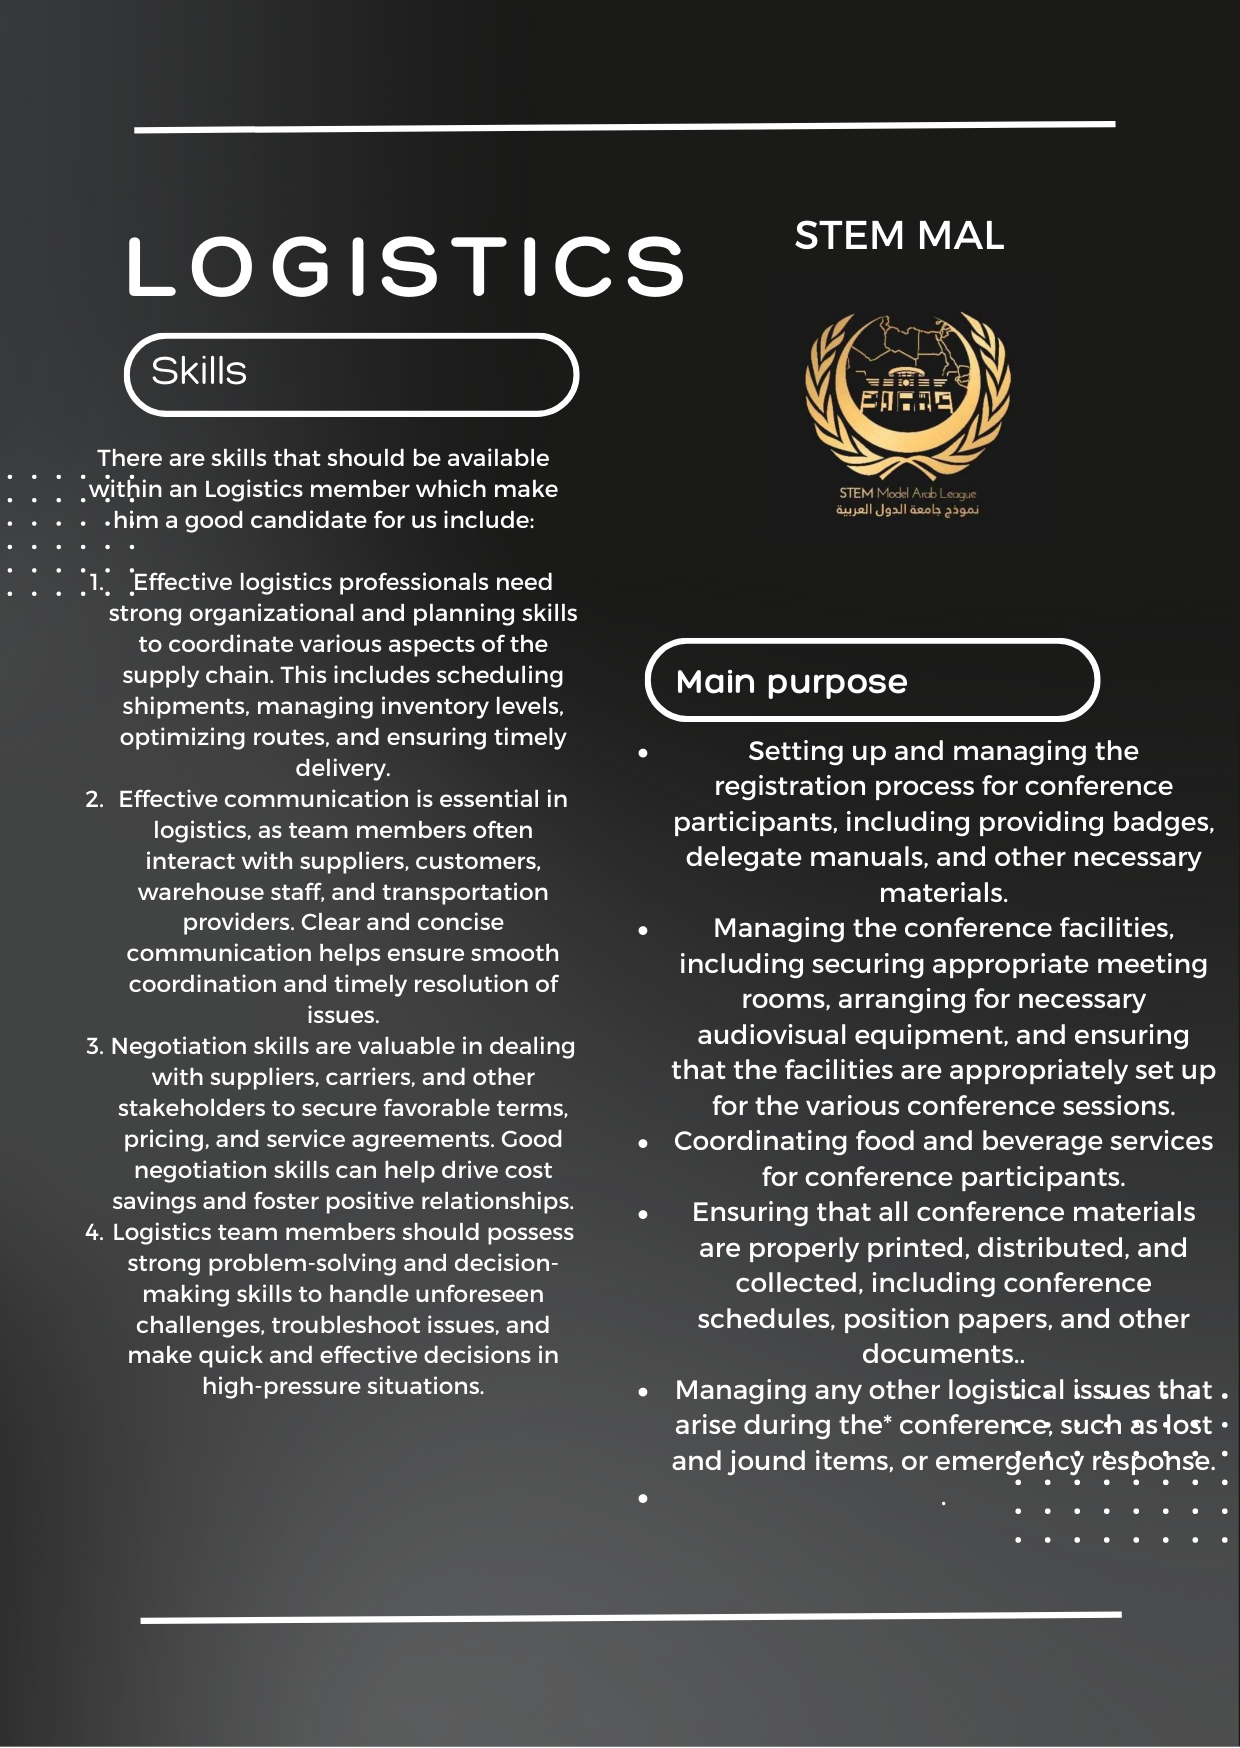 LOGISTICS
STEM MAL
Skills
STEM Model Arab League
نموذج جامعة الدول العربية
There are skills that should be available
within an Logistics member which make
him a good candidate for us include:
1. Effective logistics professionals need
strong organizational and planning skills
to coordinate various aspects of the
supply chain. This includes scheduling
shipments, managing inventory levels,
optimizing routes, and ensuring timely
delivery.
2. Effective communication is essential in
logistics, as team members often
interact with suppliers, customers,
warehouse staff, and transportation
providers. Clear and concise
communication helps ensure smooth
coordination and timely resolution of
issues.
3. Negotiation skills are valuable in dealing
with suppliers, carriers, and other
stakeholders to secure favorable terms,
pricing, and service agreements. Good
negotiation skills can help drive cost
savings and foster positive relationships.
4. Logistics team members should possess
strong problem-solving and decision-
making skills to handle unforeseen
challenges, troubleshoot issues, and
make quick and effective decisions in
high-pressure situations.
Main purpose
• Setting up and managing the
registration process for conference
participants, including providing badges,
delegate manuals, and other necessary
materials.
• Managing the conference facilities,
including securing appropriate meeting
rooms, arranging for necessary
audiovisual equipment, and ensuring
that the facilities are appropriately set up
for the various conference sessions.
• Coordinating food and beverage services
for conference participants.
• Ensuring that all conference materials
are properly printed, distributed, and
collected, including conference
schedules, position papers, and other
documents..
• Managing any other logistical issues that
arise during the* conference, such as lost
and jound items, or emergency response.
• .